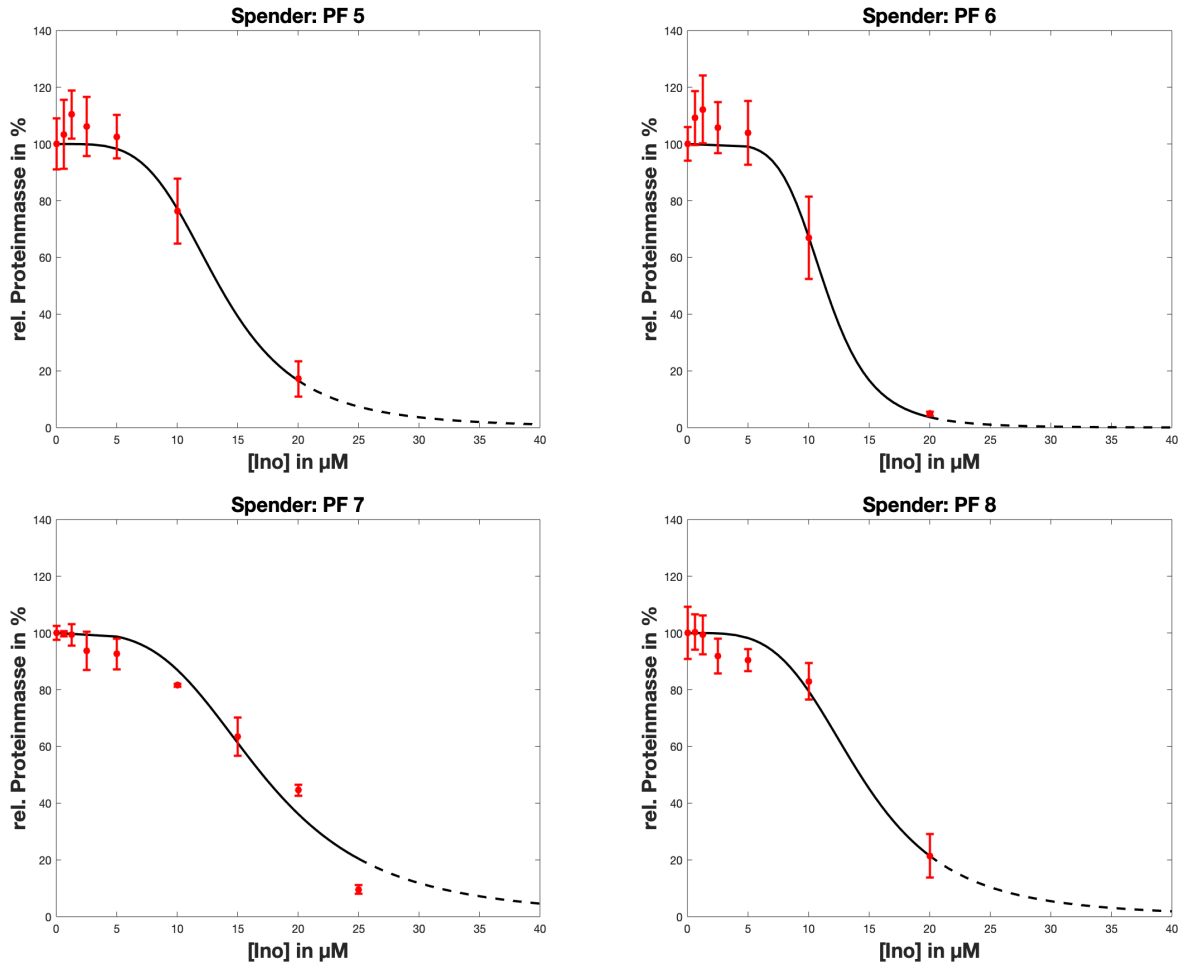 Spender: PF 5
rel. Proteinmasse in %
140
120
100
80
60
40
20
0
0 5 10 15 20 25 30 35 40
[Ino] in µM
Spender: PF 6
rel. Proteinmasse in %
140
120
100
80
60
40
20
0
0 5 10 15 20 25 30 35 40
[Ino] in µM
Spender: PF 7
rel. Proteinmasse in %
140
120
100
80
60
40
20
0
0 5 10 15 20 25 30 35 40
[Ino] in µM
Spender: PF 8
rel. Proteinmasse in %
140
120
100
80
60
40
20
0
0 5 10 15 20 25 30 35 40
[Ino] in µM